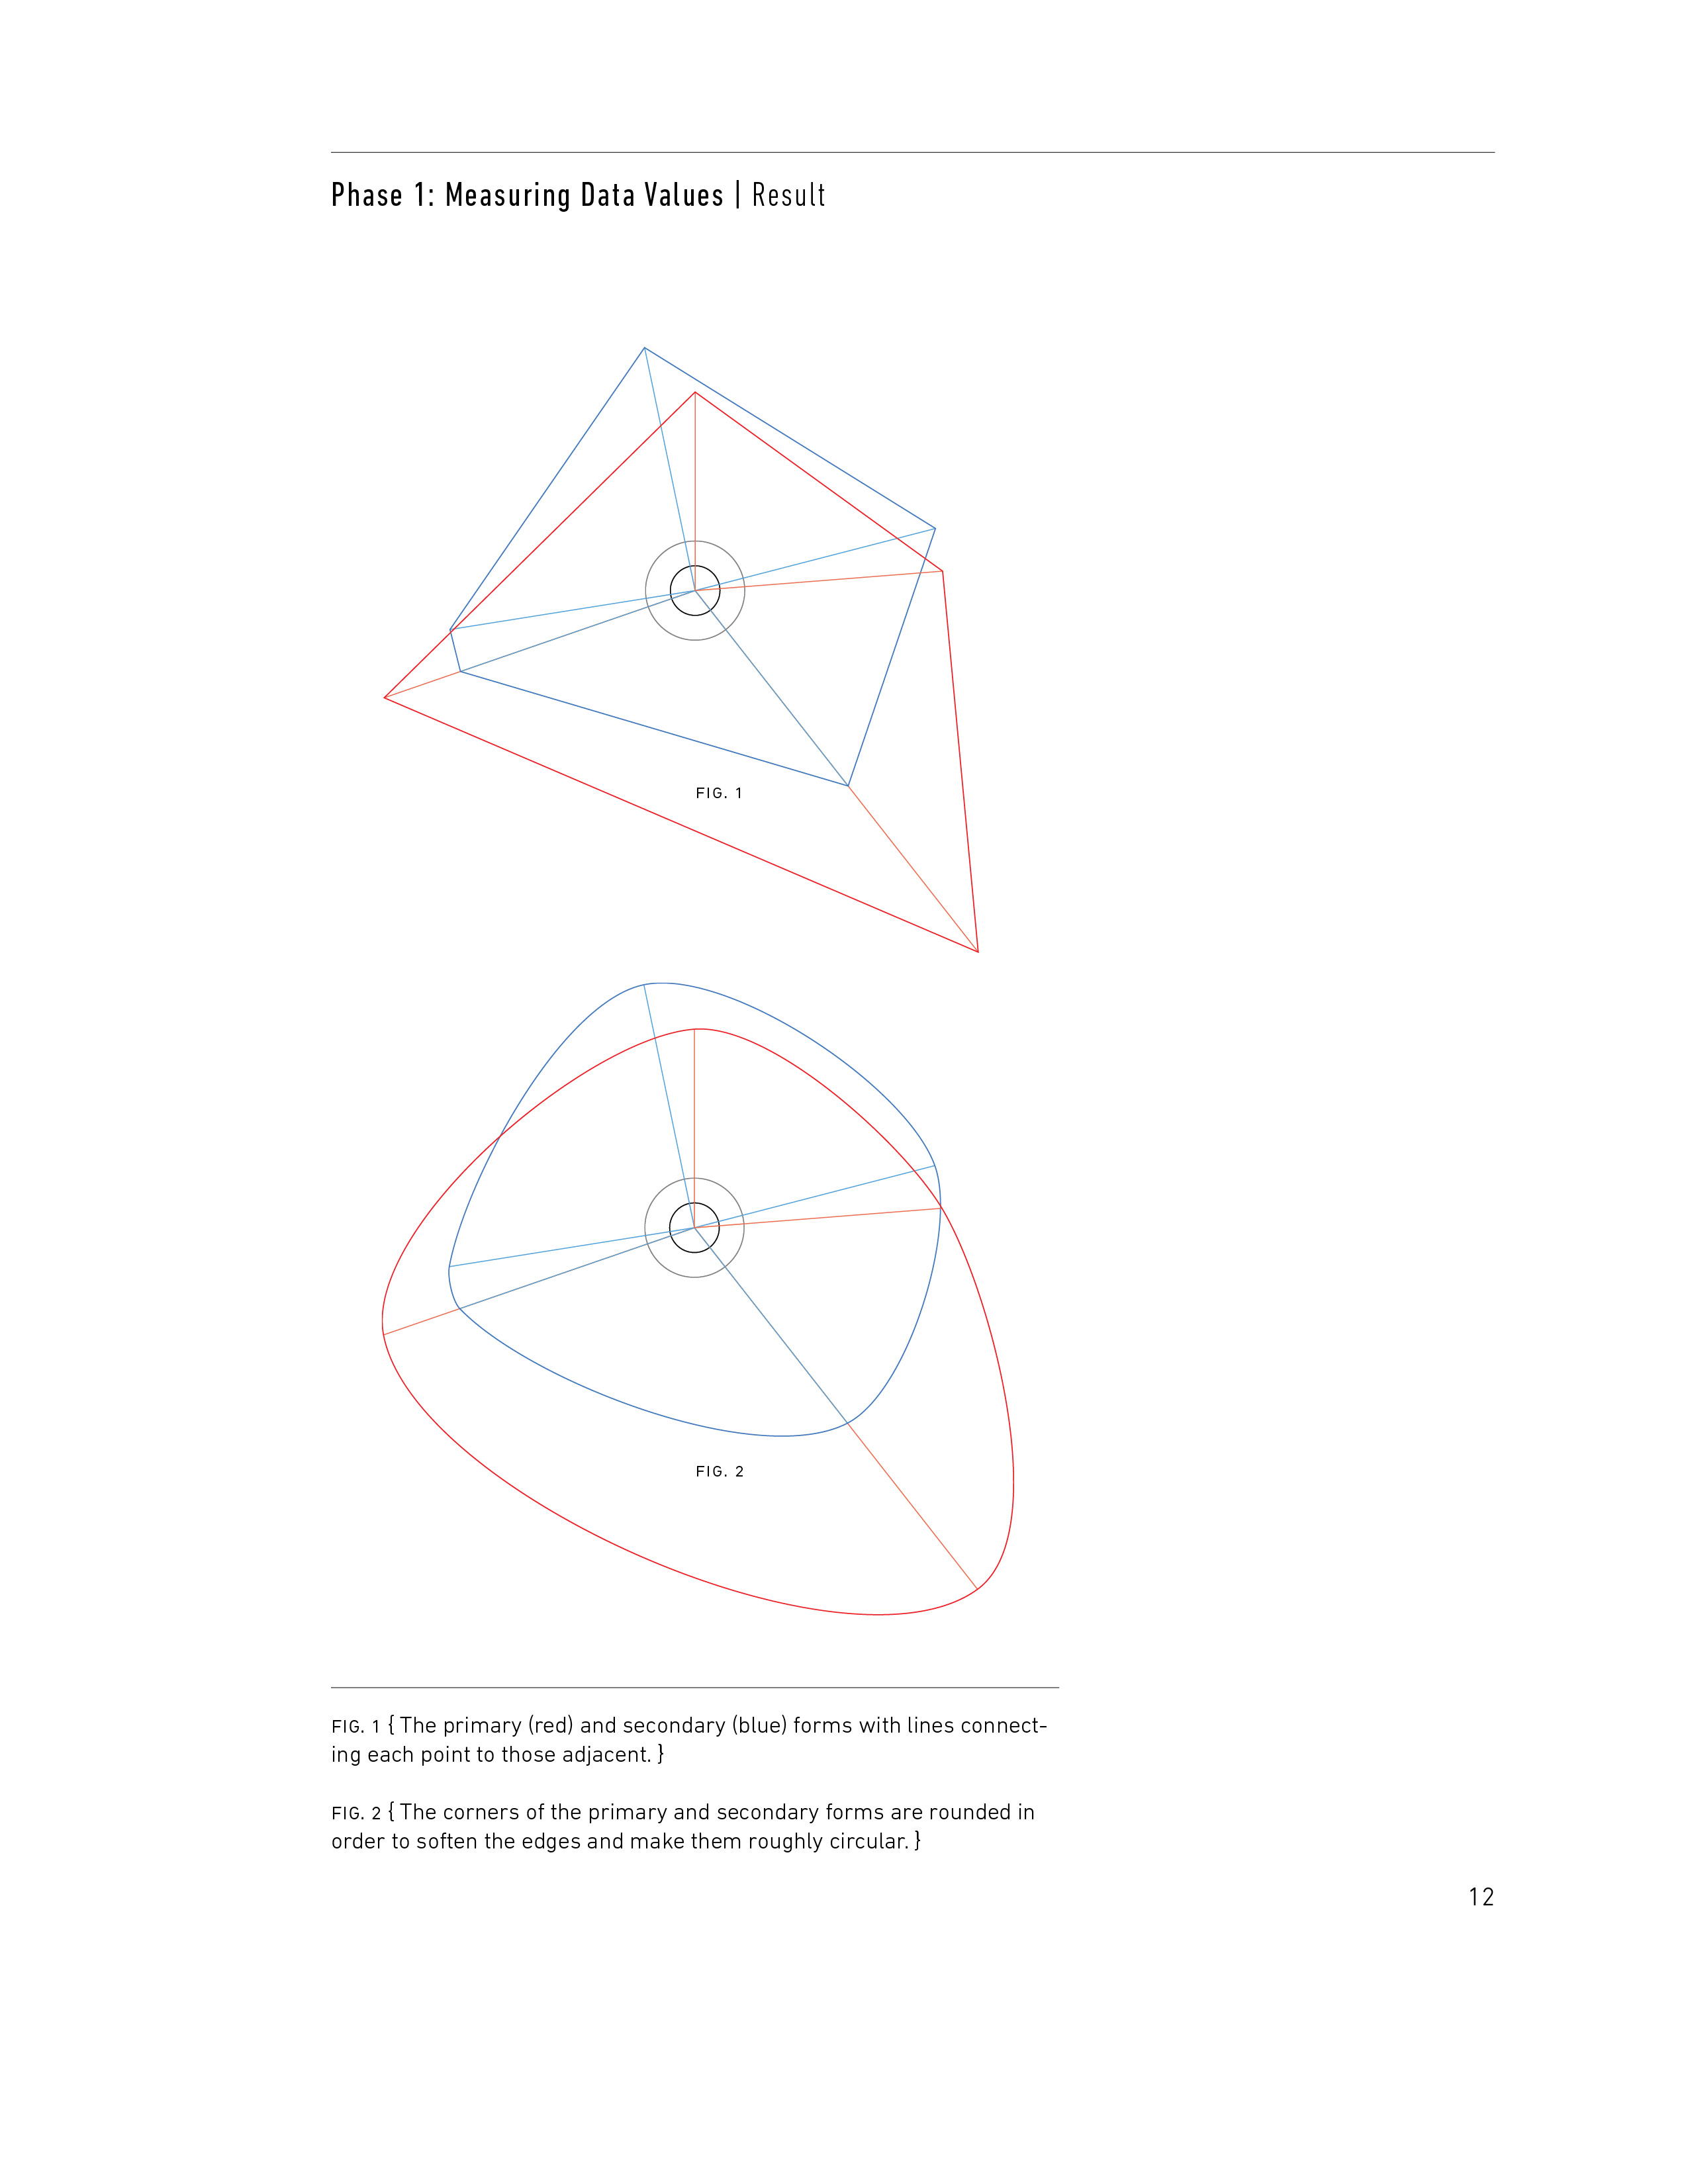 Phase 1: Measuring Data Values | Result
FIG. 1
FIG. 2
FIG. 1 { The primary (red) and secondary (blue) forms with lines connect-
ing each point to those adjacent. }
FIG. 2 { The corners of the primary and secondary forms are rounded in
order to soften the edges and make them roughly circular. }
12